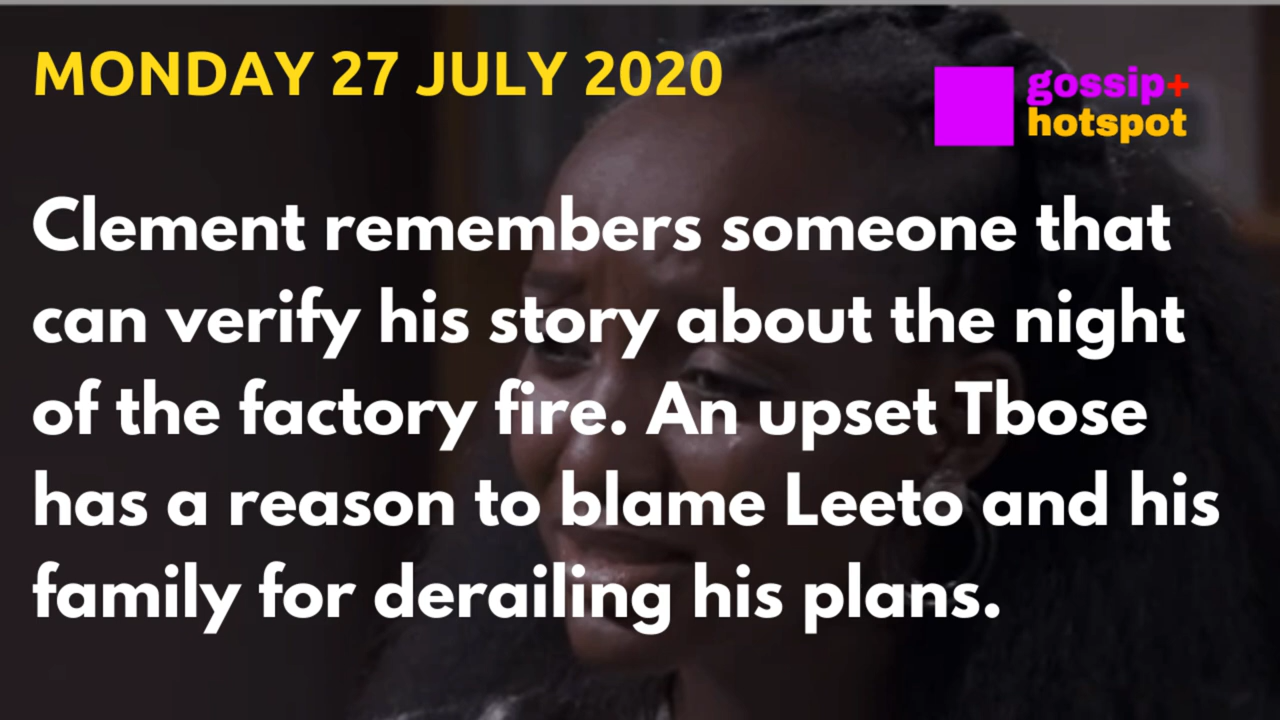 MONDAY 27 JULY 2020
gossip+
hotspot
Clement remembers someone that
can verify his story about the night
of the factory fire. An upset Tbose
has a reason to blame Leeto and his
family for derailing his plans.